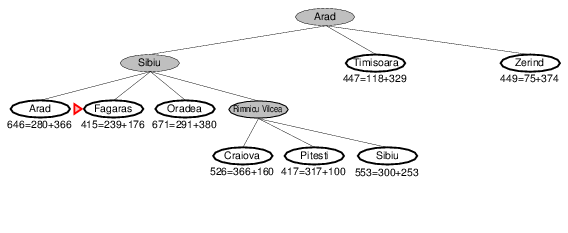 Arad
Sibiu
Timisoara
Zerind
447=118+329
449=75+374
Arad
Fagaras
Oradea
Rimnicu Vilcea
646=280+366
415=239+176
671=291+380
Craiova
Pitesti
Sibiu
526=366+160
417=317+100
553=300+253